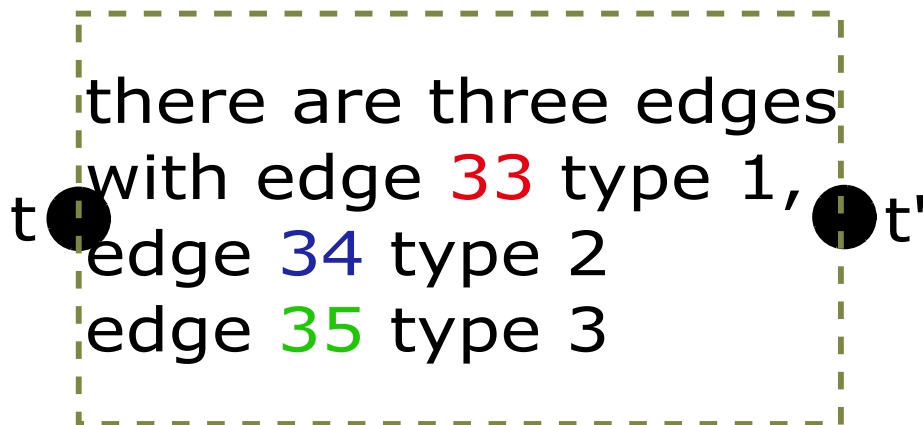 there are three edges
with edge 33 type 1,
t
t'
edge 34 type 2
edge 35 type 3